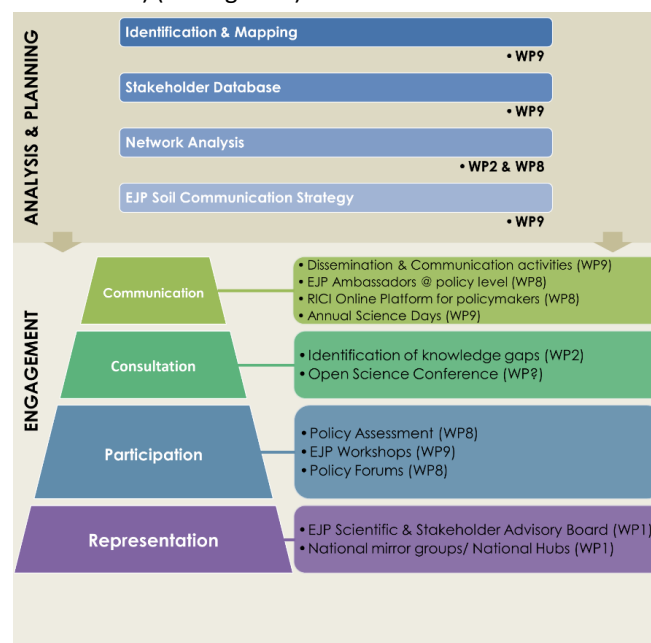 ANALYSIS & PLANNING
Identification & Mapping
• WP9
Stakeholder Database
• WP9
Network Analysis
• WP2 & WP8
EJP Soil Communication Strategy
• WP9
ENGAGEMENT
Communication
• Dissemination & Communication activities (WP9)
• EJP Ambassadors @ policy level (WP8)
• RICI Online Platform for policymakers (WP8)
• Annual Science Days (WP9)
Consultation
• Identification of knowledge gaps (WP2)
• Open Science Conference (WP?)
Participation
• Policy Assessment (WP8)
• EJP Workshops (WP9)
• Policy Forums (WP8)
Representation
• EJP Scientific & Stakeholder Advisory Board (WP1)
• National mirror groups/ National Hubs (WP1)